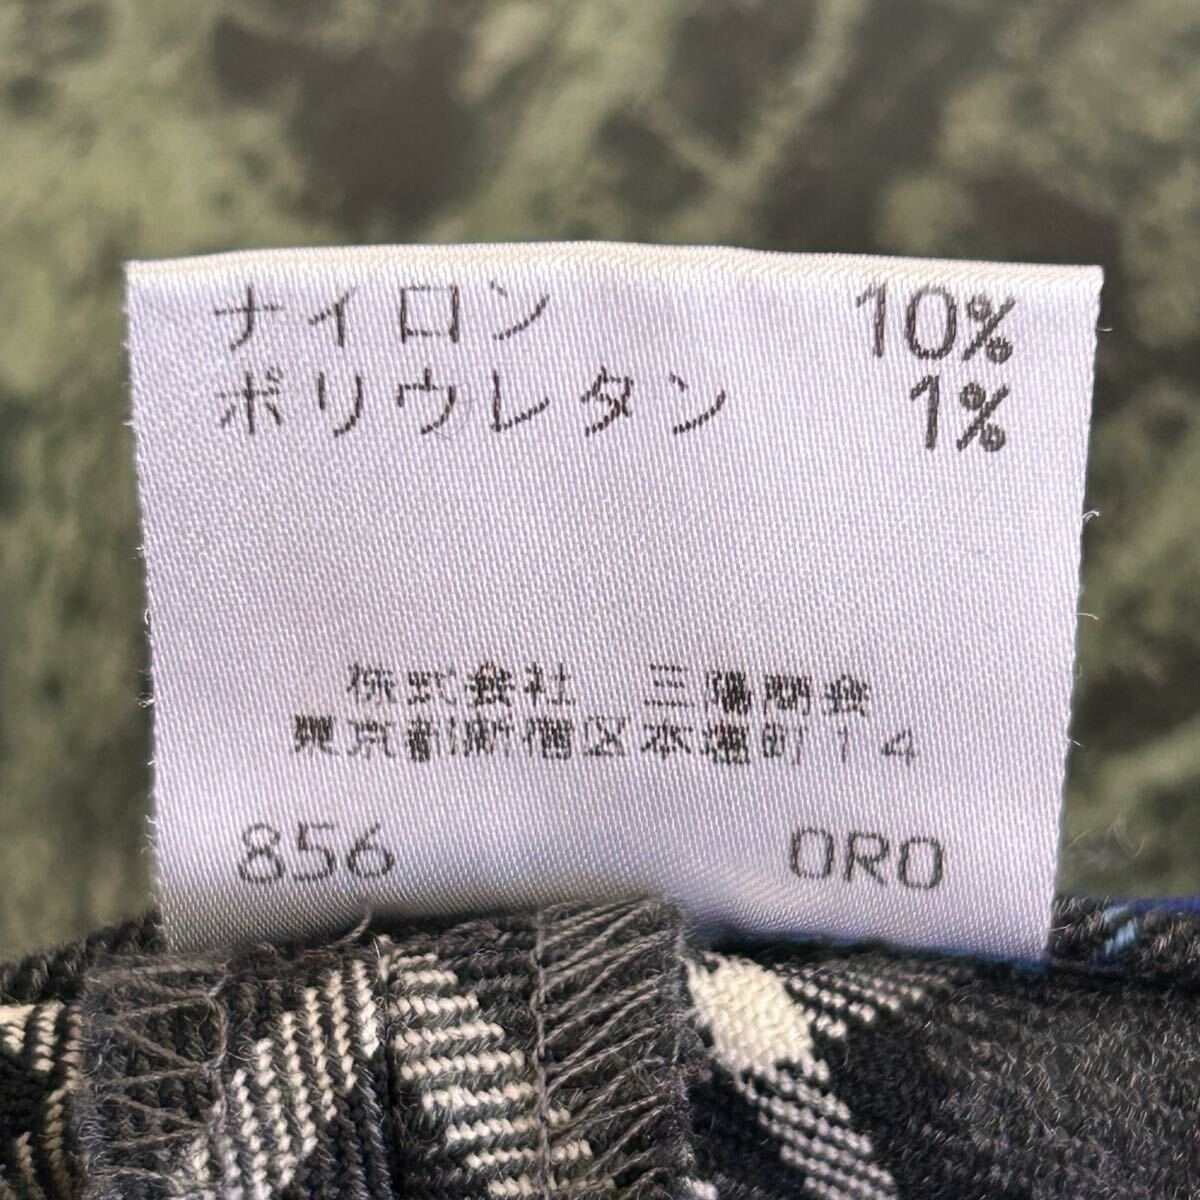 ナイロン 10%
ポリウレタン 1%
株式会社 三陽商会
東京都新宿区本塩町14
856 0R0